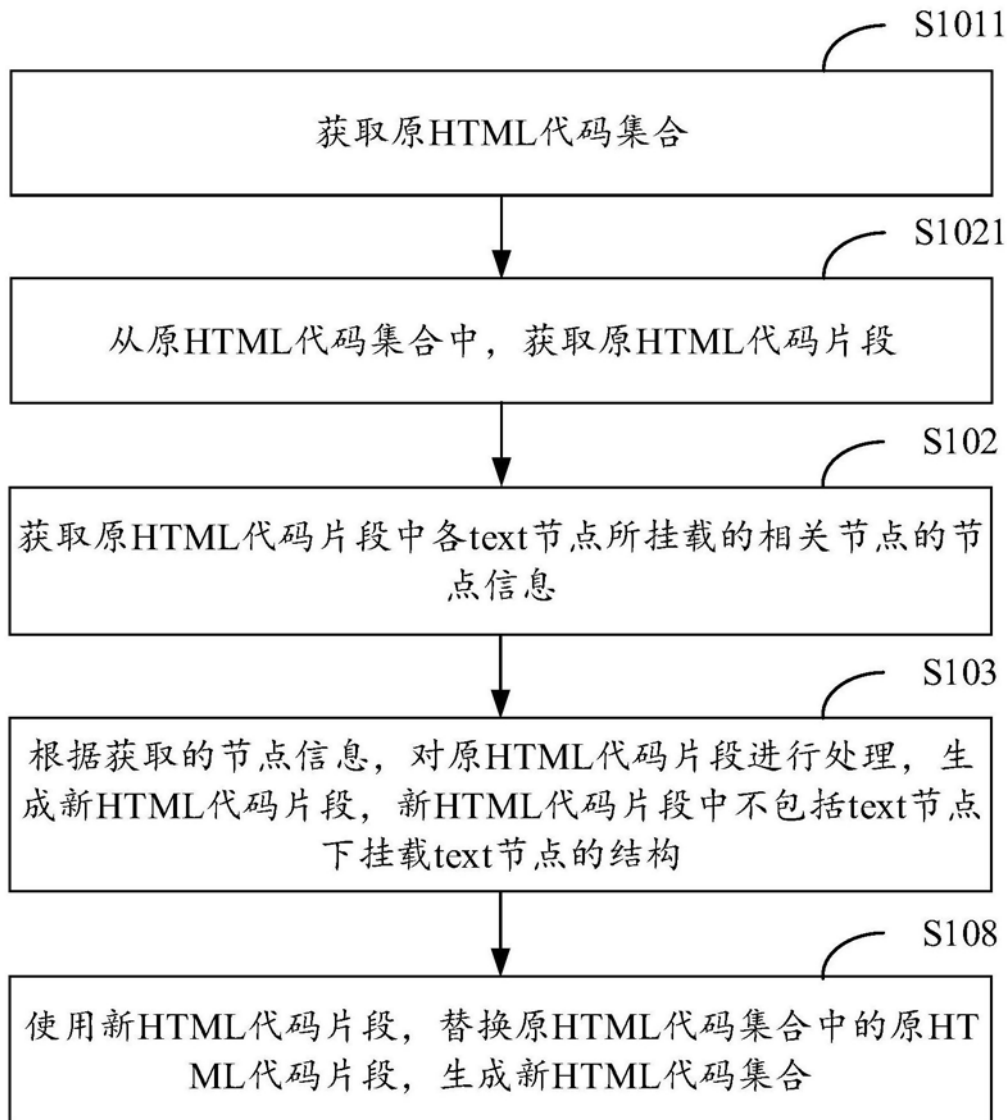 S1011
获取原HTML代码集合
S1021
从原HTML代码集合中，获取原HTML代码片段
S102
获取原HTML代码片段中各text节点所挂载的相关节点的节
点信息
S103
根据获取的节点信息，对原HTML代码片段进行处理，生
成新HTML代码片段，新HTML代码片段中不包括text节点
下挂载text节点的结构
S108
使用新HTML代码片段，替换原HTML代码集合中的原HT
ML代码片段，生成新HTML代码集合